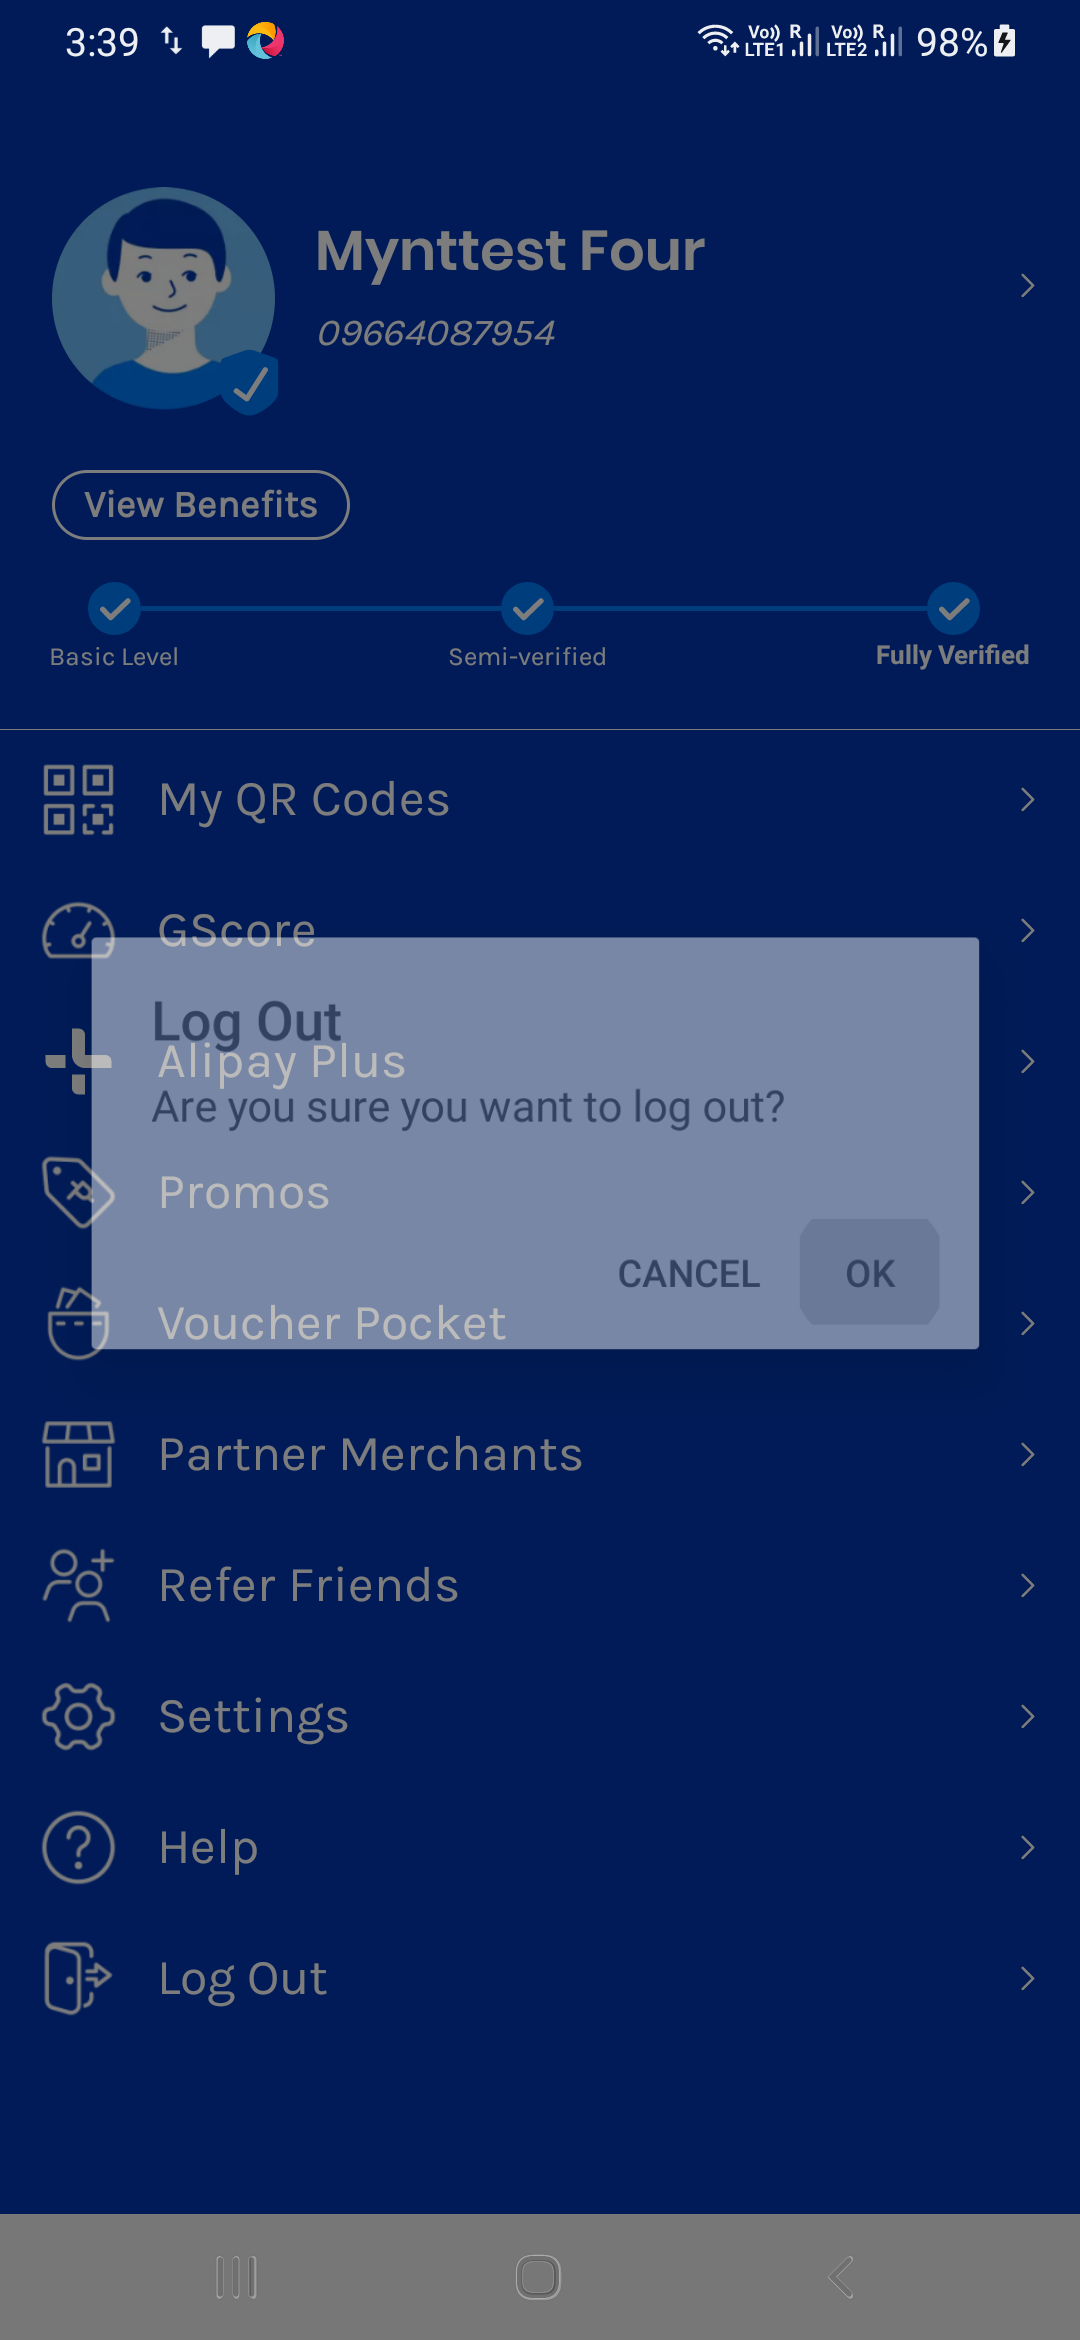 3:39
Vo)) R Vo)) R 98%
LTE1 LTE2
Mynttest Four
09664087954
View Benefits
Basic Level Semi-verified Fully Verified
My QR Codes
GScore
Log Out
Alipay Plus
Are you sure you want to log out?
Promos
CANCEL OK
Voucher Pocket
Partner Merchants
Refer Friends
Settings
Help
Log Out